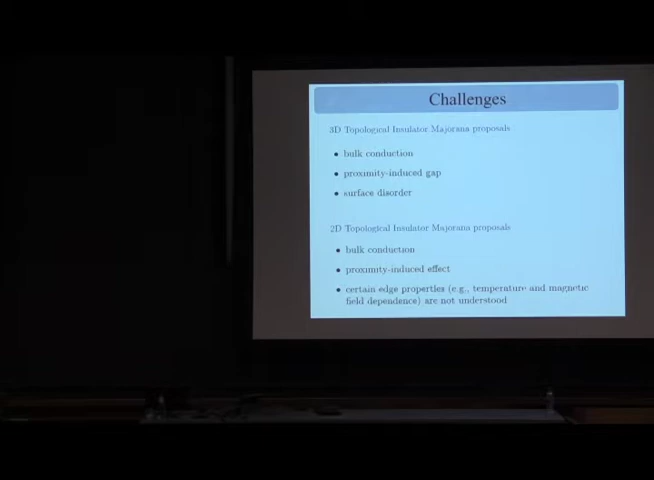 Challenges
3D Topological Insulator Majorana proposals
• bulk conduction
• proximity-induced gap
• surface disorder
2D Topological Insulator Majorana proposals
• bulk conduction
• proximity-induced effect
• certain edge properties (e.g., temperature and magnetic
field dependence) are not understood